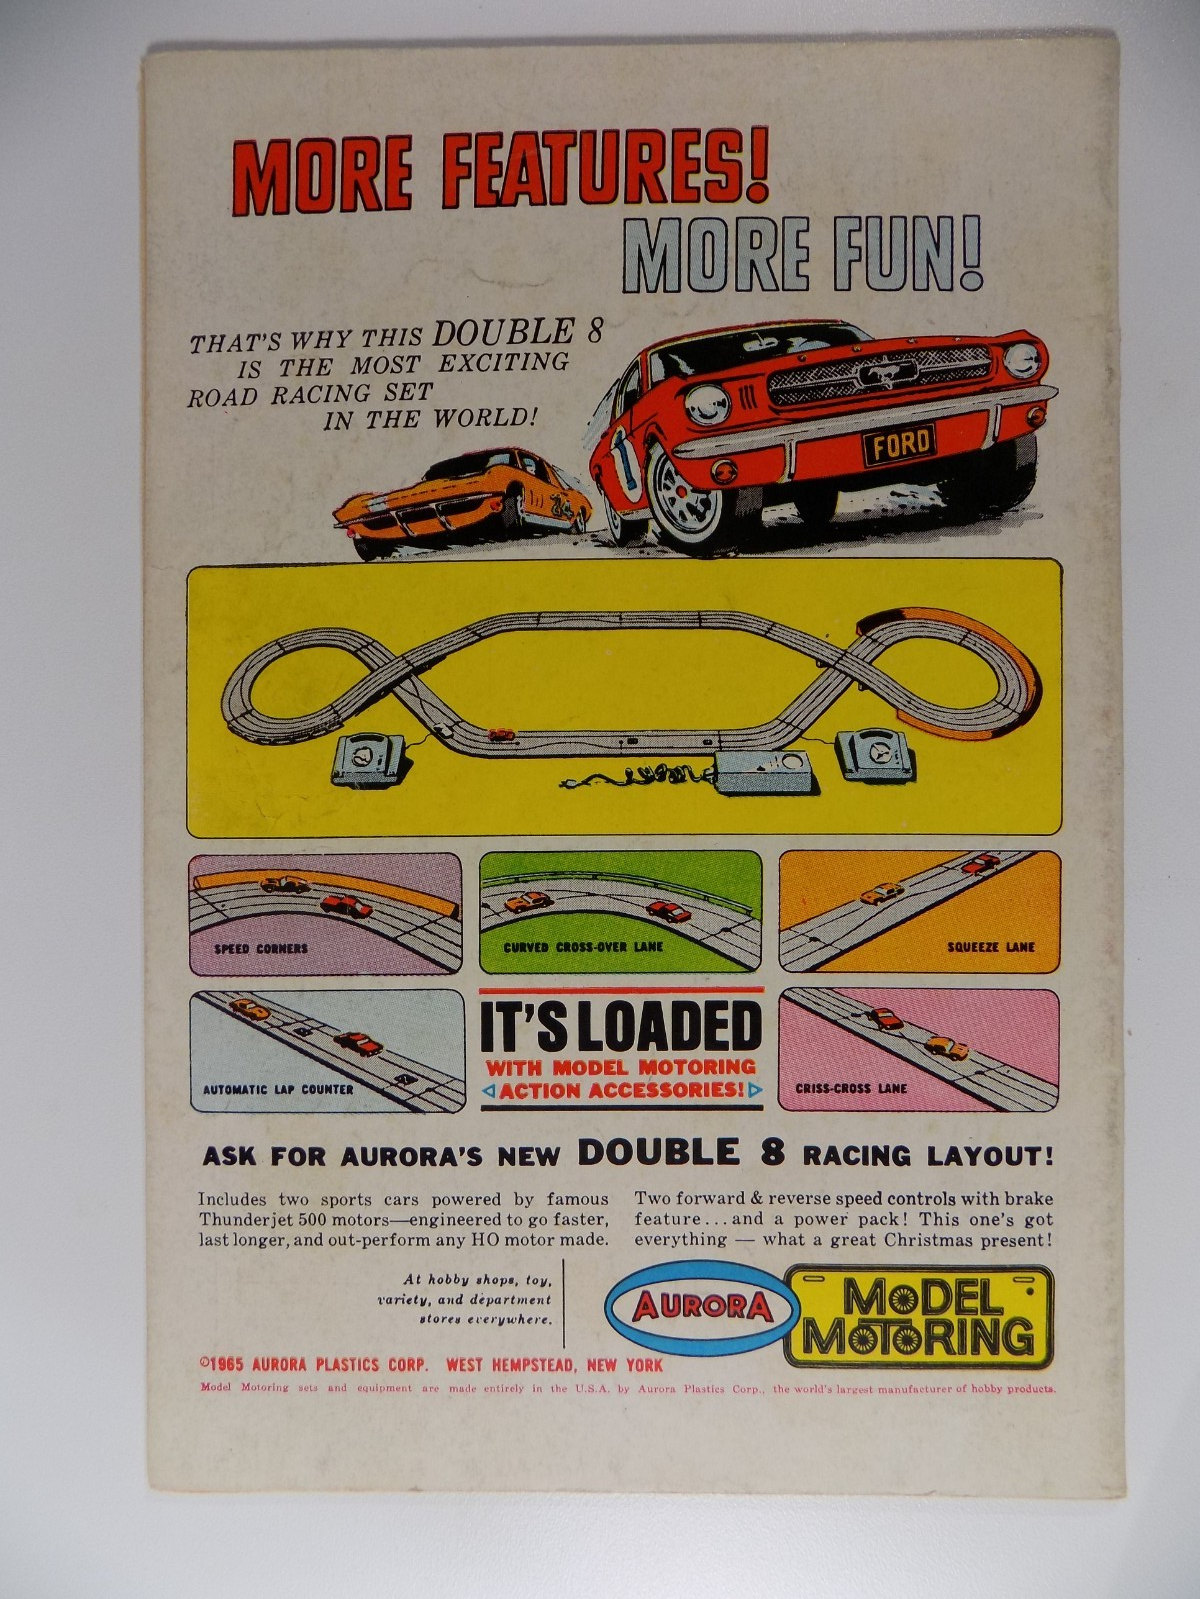 MORE FEATURES!
MORE FUN!
THAT'S WHY THIS DOUBLE 8
IS THE MOST EXCITING
ROAD RACING SET
IN THE WORLD!
FORD
SPEED CORNERS
CURVED CROSS-OVER LANE
SQUEEZE LANE
AUTOMATIC LAP COUNTER
IT'S LOADED
WITH MODEL MOTORING
ACTION ACCESSORIES!
CRISS-CROSS LANE
ASK FOR AURORA'S NEW DOUBLE 8 RACING LAYOUT!
Includes two sports cars powered by famous
Thunderjet 500 motors—engineered to go faster,
last longer, and out-perform any HO motor made.
Two forward & reverse speed controls with brake
feature...and a power pack! This one's got
everything — what a great Christmas present!
At hobby shops, toy,
variety, and department
stores everywhere.
AURORA
MODEL
MOTORING
©1965 AURORA PLASTICS CORP. WEST HEMPSTEAD, NEW YORK
Model Motoring sets and equipment are made entirely in the U.S.A. by Aurora Plastics Corp., the world's largest manufacturer of hobby products.